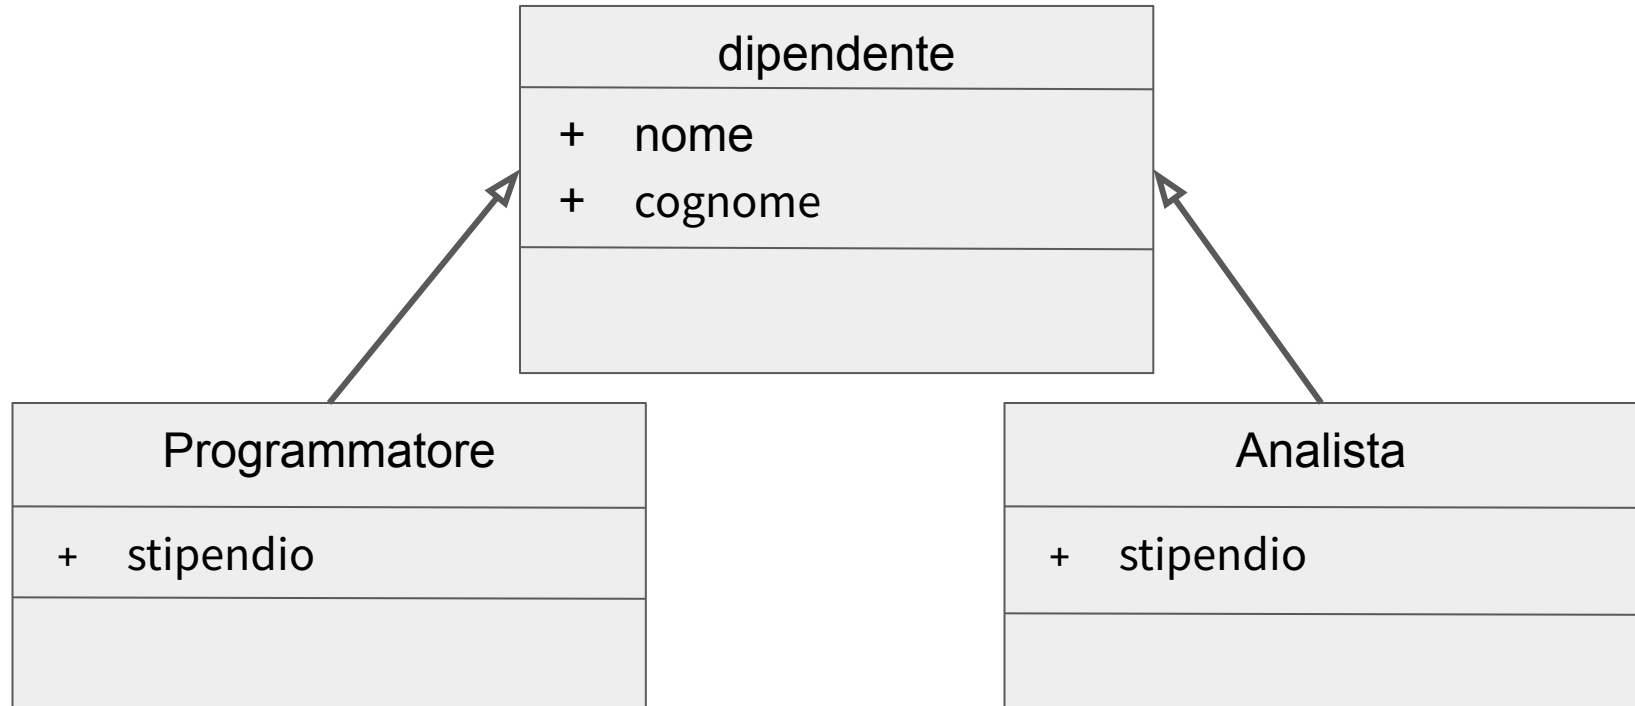 dipendente
+ nome
+ cognome
Programmatore
+ stipendio
Analista
+ stipendio